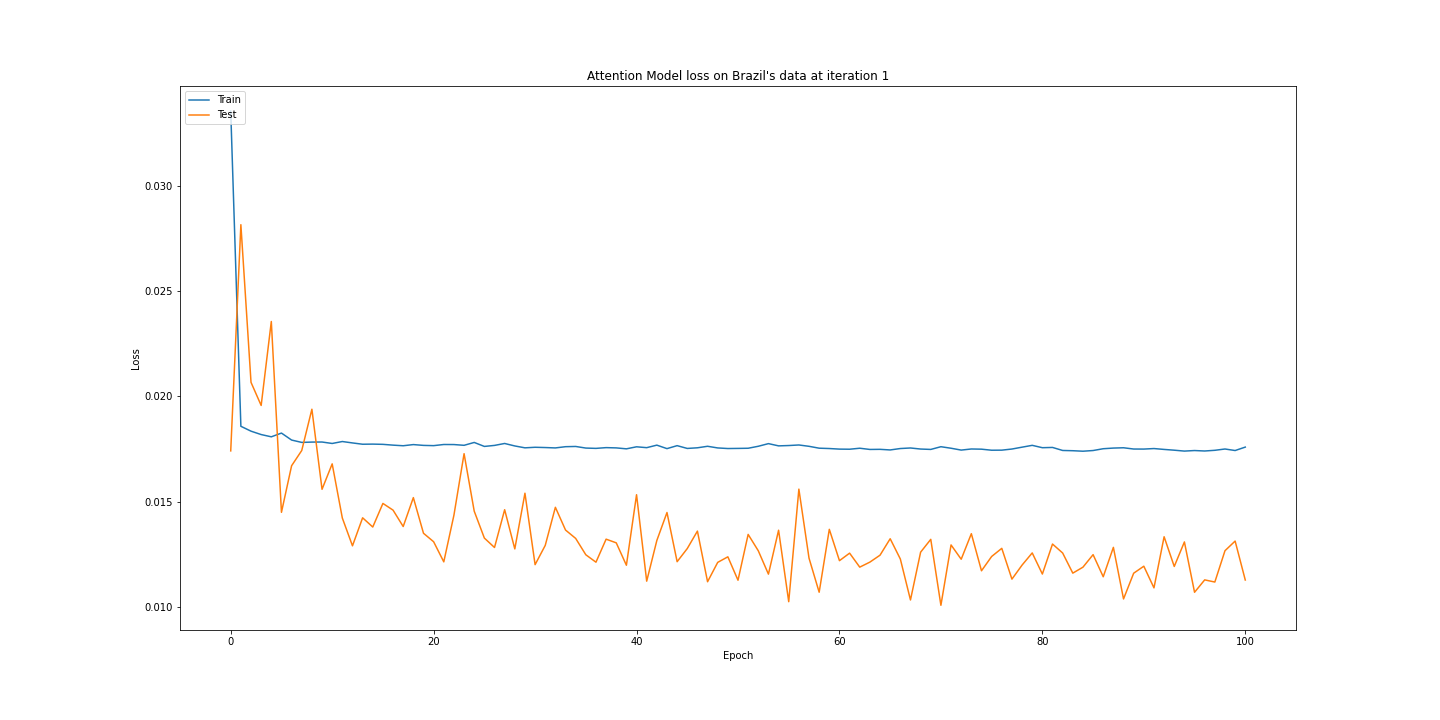 Attention Model loss on Brazil's data at iteration 1
Train
Test
0.030
0.025
0.020
0.015
0.010
Loss
0 20 40 60 80 100
Epoch